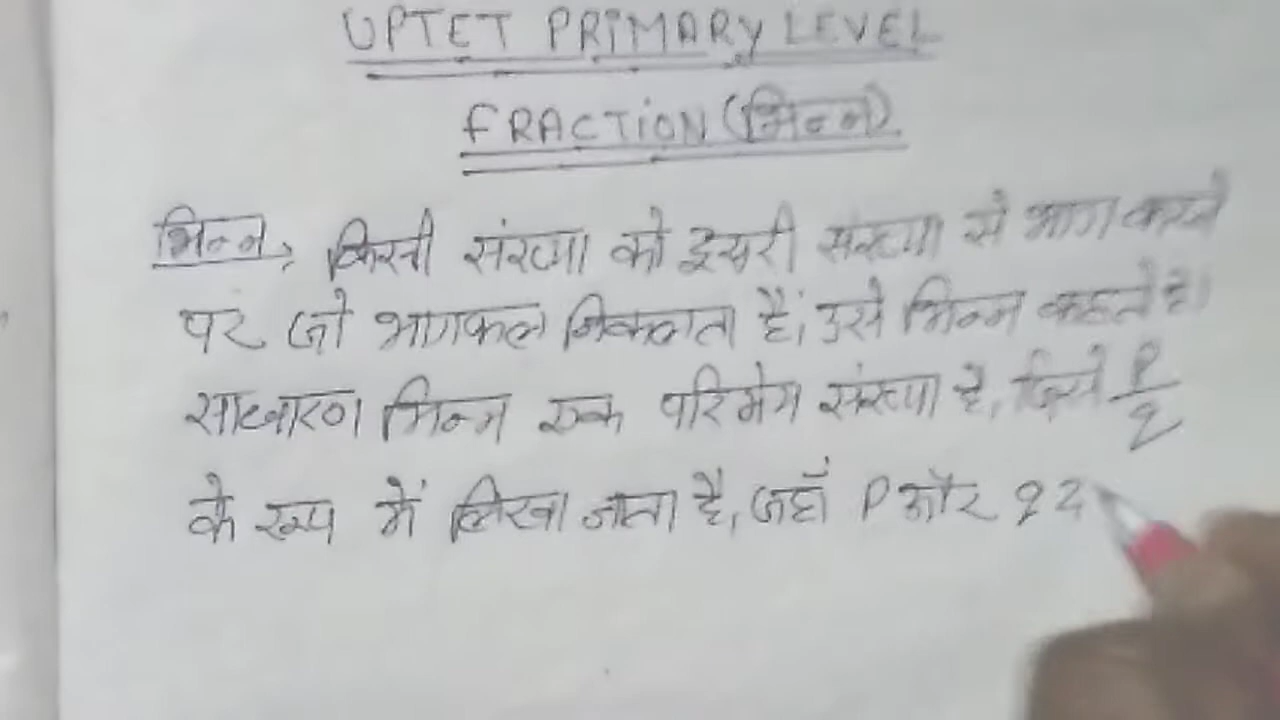 UPTET PRIMARY LEVEL
FRACTION (भिन्न)
भिन्न, किसी संख्या को दूसरी संख्या से भाग करने
पर जो भागफल निकलता है, उसे भिन्न कहते है।
साधारण भिन्न एक परिमेय संख्या है, जिसे P/q
के रूप में लिखा जाता है, जहाँ P और q